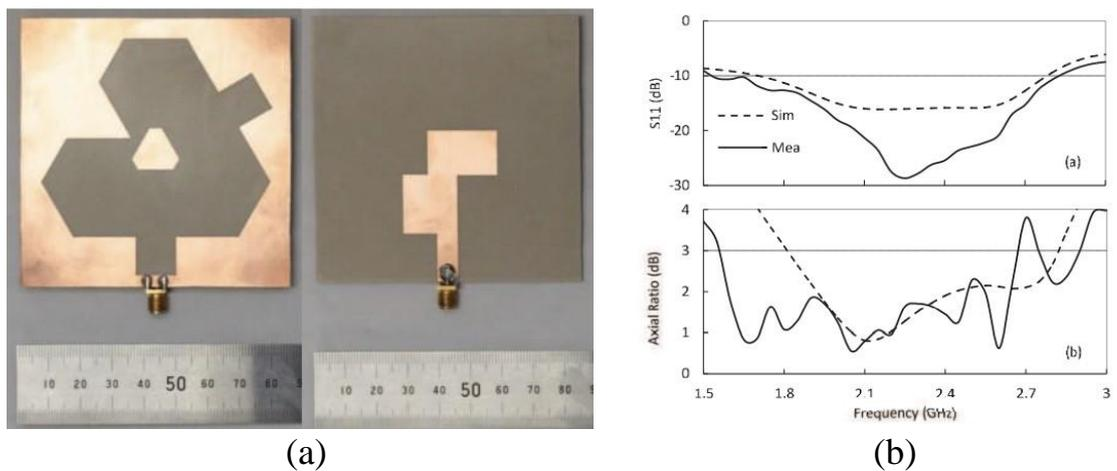 10 20 30 40 50 60 70 80
10 20 30 40 50 60 70 80
(a)
0
-10
-20
-30
S11 (dB)
Sim
Mea
(a)
4
3
2
1
0
Axial Ratio (dB)
(b)
1.5 1.8 2.1 2.4 2.7 3
Frequency (GHz)
(b)